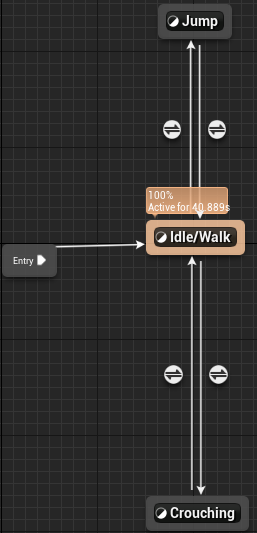 Jump
100%
Active for 40.889s
Idle/Walk
Entry
Crouching